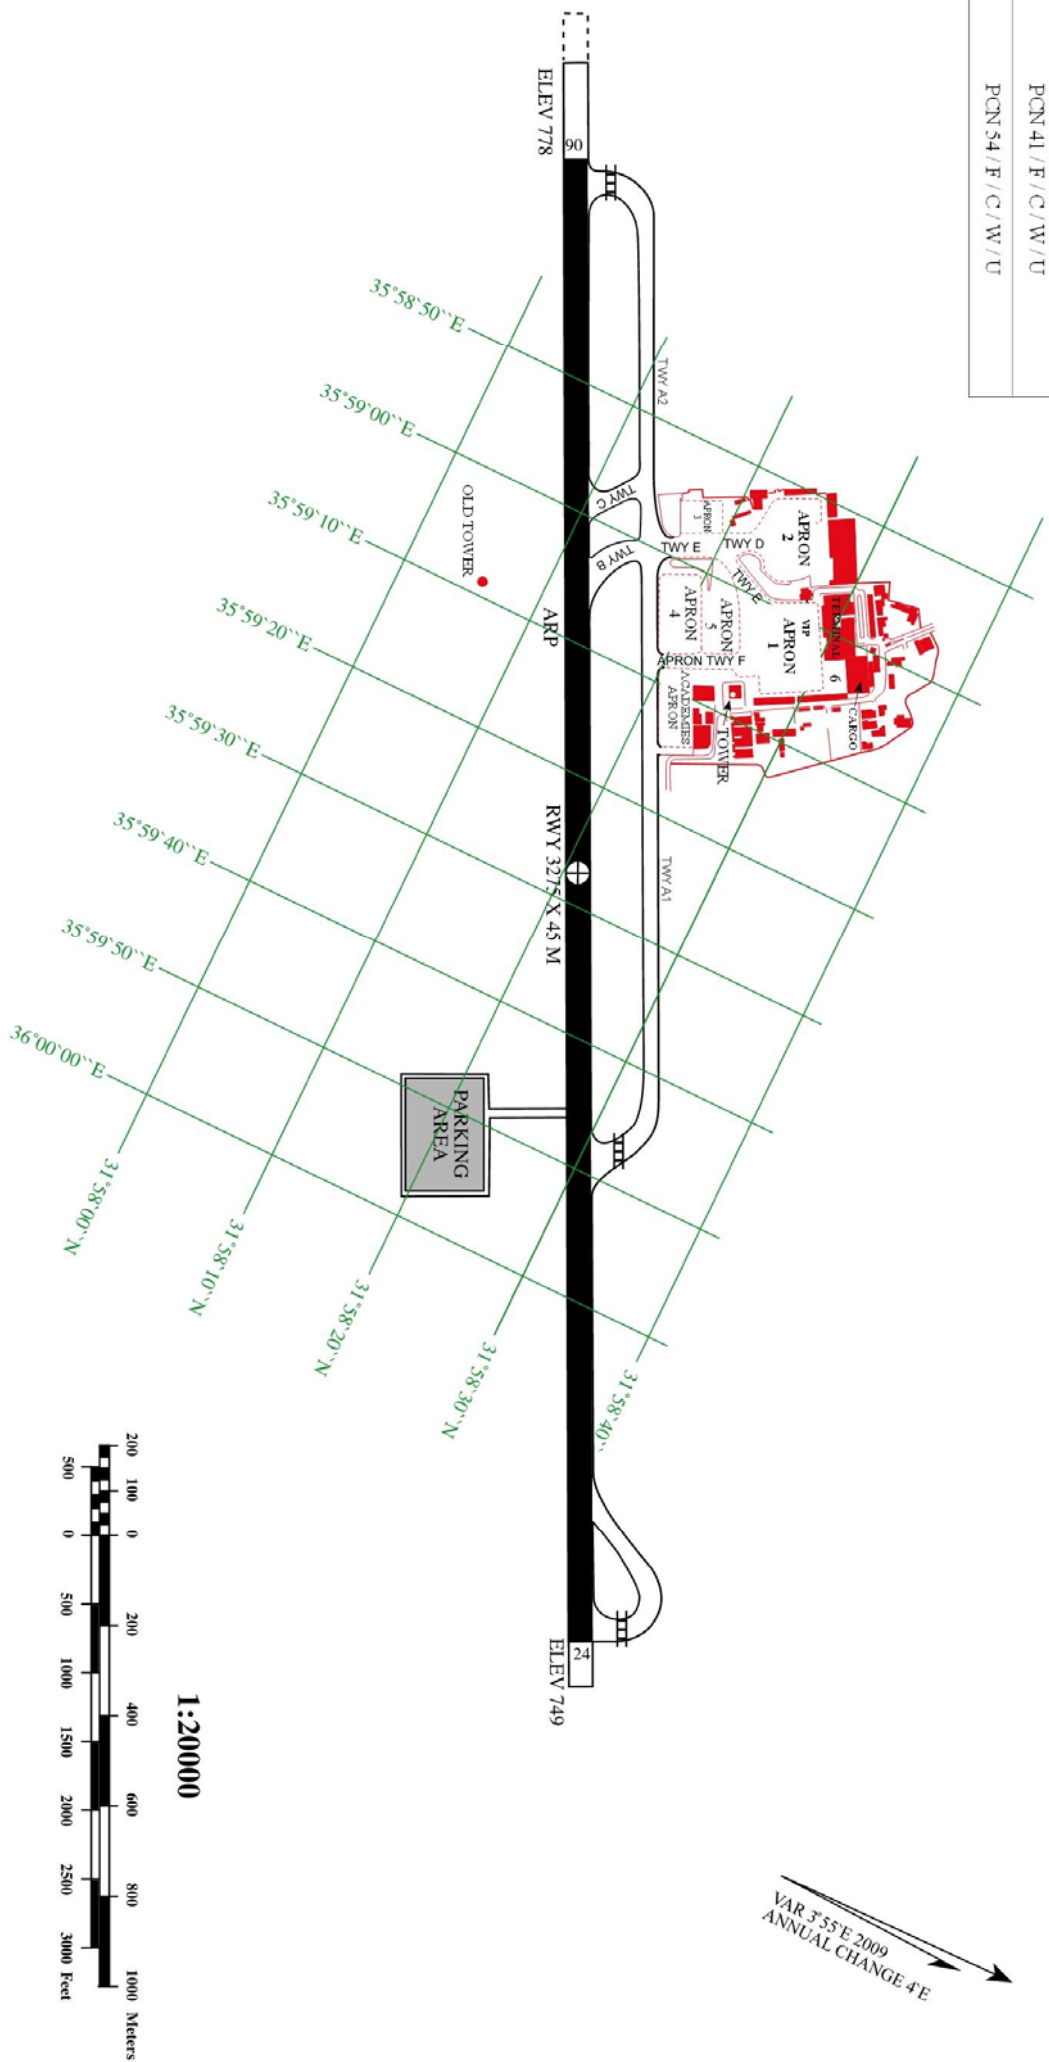 PCN 41 / F / C / W / U
PCN 54 / F / C / W / U
ELEV 778
90
TWY A2
35°58`50``E
35°59`00``E
35°59`10``E
35°59`20``E
35°59`30``E
35°59`40``E
35°59`50``E
36°00`00``E
OLD TOWER
ARP
TWY C
TWY B
TWY E
TWY D
TWY E
APRON
3
APRON
2
APRON
4
APRON
5
VIP
APRON
1
TERMINAL
6
CARGO
APRON TWY F
ACADEMIES
APRON
TOWER
TWY A1
RWY 3275 X 45 M
PARKING
AREA
31°58`00``N
31°58`10``N
31°58`20``N
31°58`30``N
31°58`40``
24
ELEV 749
1:20000
200 100 0 200 400 600 800 1000 Meters
500 0 500 1000 1500 2000 2500 3000 Feet
VAR 3°55'E 2009
ANNUAL CHANGE 4'E